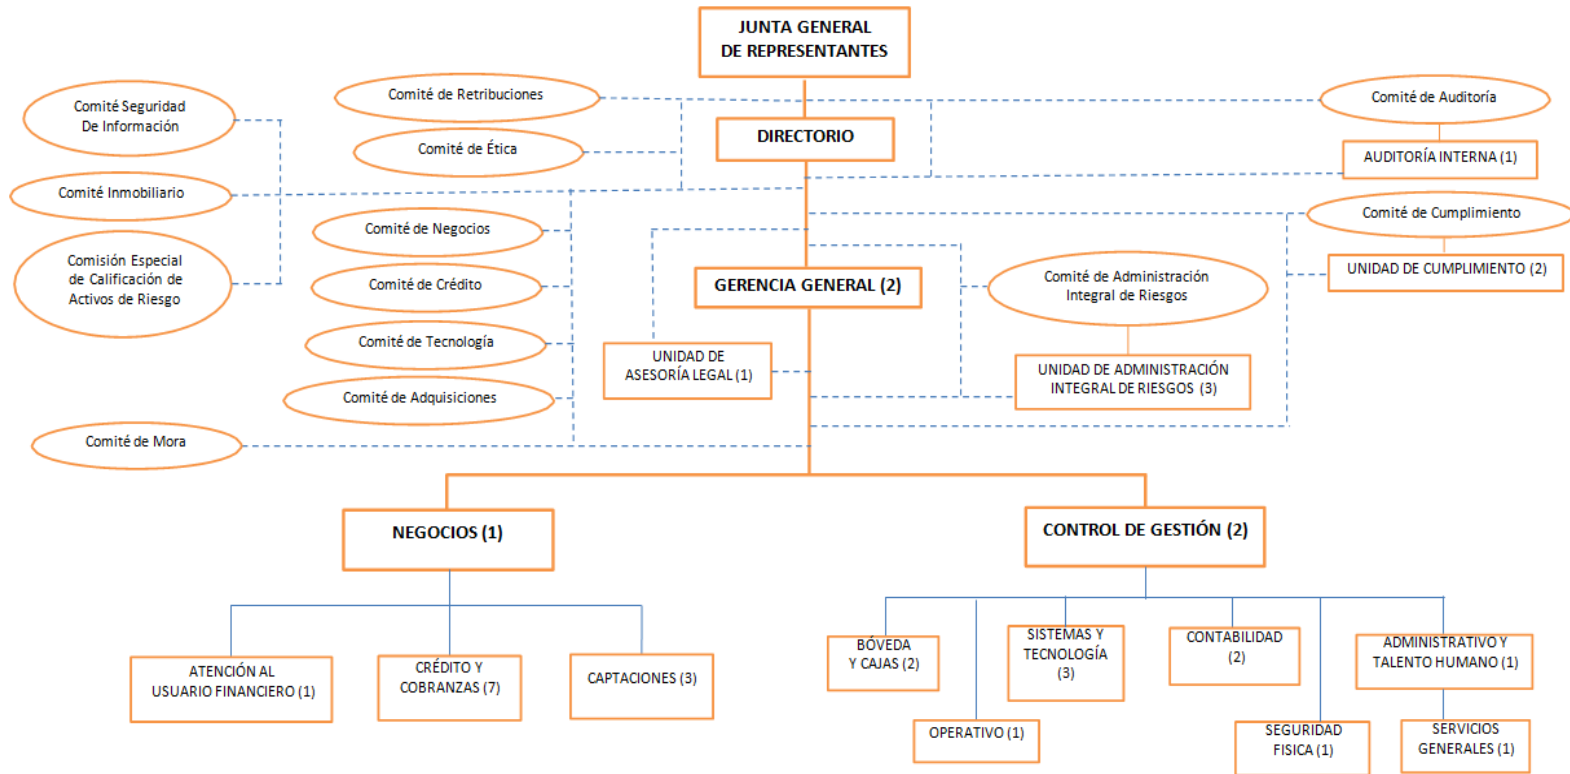 JUNTA GENERAL
DE REPRESENTANTES
Comité Seguridad
De Información
Comité de Retribuciones
Comité de Auditoría
DIRECTORIO
Comité de Ética
AUDITORÍA INTERNA (1)
Comité Inmobiliario
Comité de Negocios
Comité de Cumplimiento
Comisión Especial
de Calificación de
Activos de Riesgo
Comité de Crédito
GERENCIA GENERAL (2)
Comité de Administración
Integral de Riesgos
UNIDAD DE CUMPLIMIENTO (2)
Comité de Tecnología
UNIDAD DE
ASESORÍA LEGAL (1)
UNIDAD DE ADMINISTRACIÓN
INTEGRAL DE RIESGOS (3)
Comité de Adquisiciones
Comité de Mora
NEGOCIOS (1)
CONTROL DE GESTIÓN (2)
ATENCIÓN AL
USUARIO FINANCIERO (1)
CRÉDITO Y
COBRANZAS (7)
CAPTACIONES (3)
BÓVEDA
Y CAJAS (2)
SISTEMAS Y
TECNOLOGÍA
(3)
CONTABILIDAD
(2)
ADMINISTRATIVO Y
TALENTO HUMANO (1)
OPERATIVO (1)
SEGURIDAD
FISICA (1)
SERVICIOS
GENERALES (1)